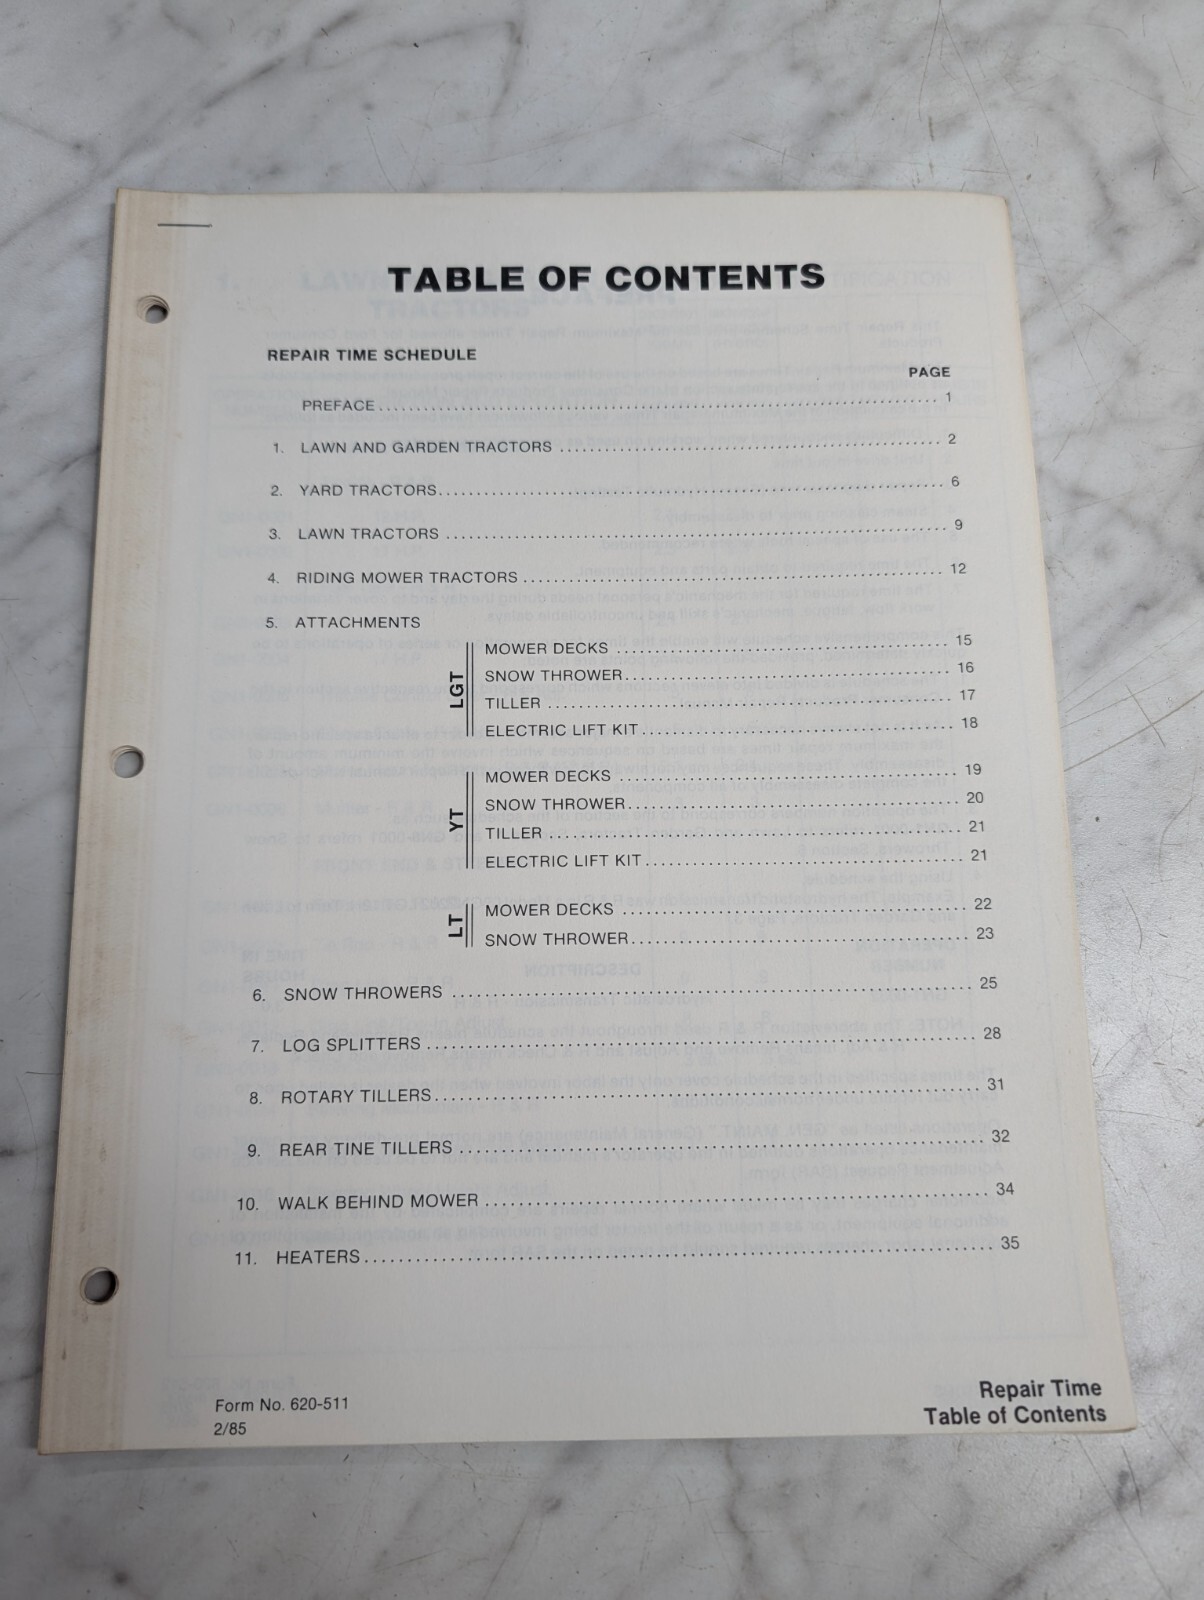 TABLE OF CONTENTS
REPAIR TIME SCHEDULE
PAGE
PREFACE 1
1. LAWN AND GARDEN TRACTORS 2
2. YARD TRACTORS 6
3. LAWN TRACTORS 9
4. RIDING MOWER TRACTORS 12
5. ATTACHMENTS
LGT
MOWER DECKS 15
SNOW THROWER 16
TILLER 17
ELECTRIC LIFT KIT 18
YT
MOWER DECKS 19
SNOW THROWER 20
TILLER 21
ELECTRIC LIFT KIT 21
LT
MOWER DECKS 22
SNOW THROWER 23
6. SNOW THROWERS 25
7. LOG SPLITTERS 28
8. ROTARY TILLERS 31
9. REAR TINE TILLERS 32
10. WALK BEHIND MOWER 34
11. HEATERS 35
Form No. 620-511
2/85
Repair Time
Table of Contents